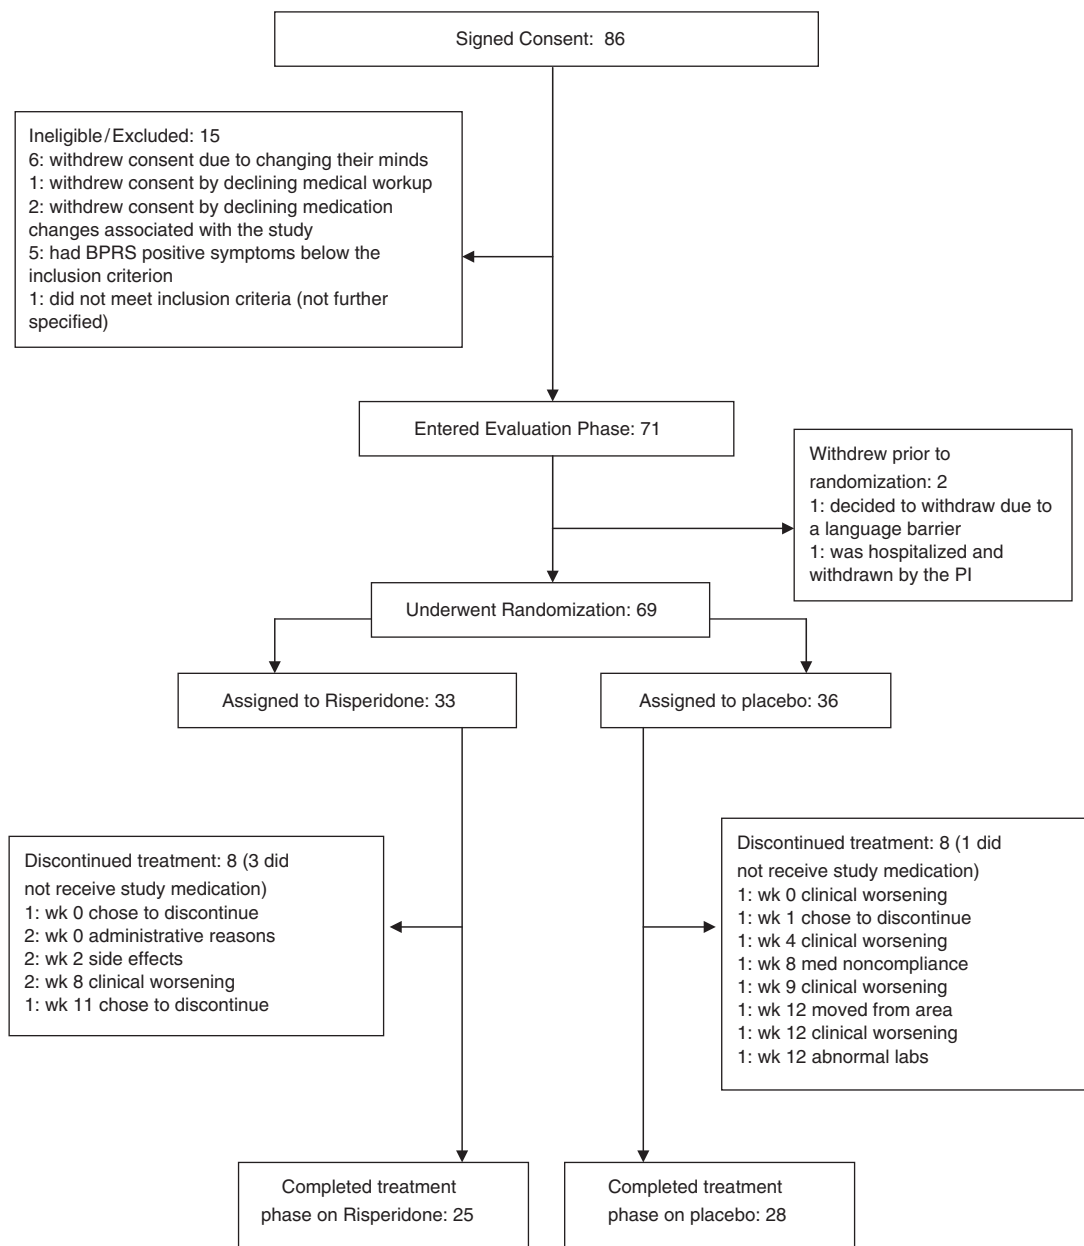 Signed Consent: 86
Ineligible/Excluded: 15
6: withdrew consent due to changing their minds
1: withdrew consent by declining medical workup
2: withdrew consent by declining medication
changes associated with the study
5: had BPRS positive symptoms below the
inclusion criterion
1: did not meet inclusion criteria (not further
specified)
Entered Evaluation Phase: 71
Withdrew prior to
randomization: 2
1: decided to withdraw due to
a language barrier
1: was hospitalized and
withdrawn by the PI
Underwent Randomization: 69
Assigned to Risperidone: 33
Assigned to placebo: 36
Discontinued treatment: 8 (3 did
not receive study medication)
1: wk 0 chose to discontinue
2: wk 0 administrative reasons
2: wk 2 side effects
2: wk 8 clinical worsening
1: wk 11 chose to discontinue
Discontinued treatment: 8 (1 did
not receive study medication)
1: wk 0 clinical worsening
1: wk 1 chose to discontinue
1: wk 4 clinical worsening
1: wk 8 med noncompliance
1: wk 9 clinical worsening
1: wk 12 moved from area
1: wk 12 clinical worsening
1: wk 12 abnormal labs
Completed treatment
phase on Risperidone: 25
Completed treatment
phase on placebo: 28